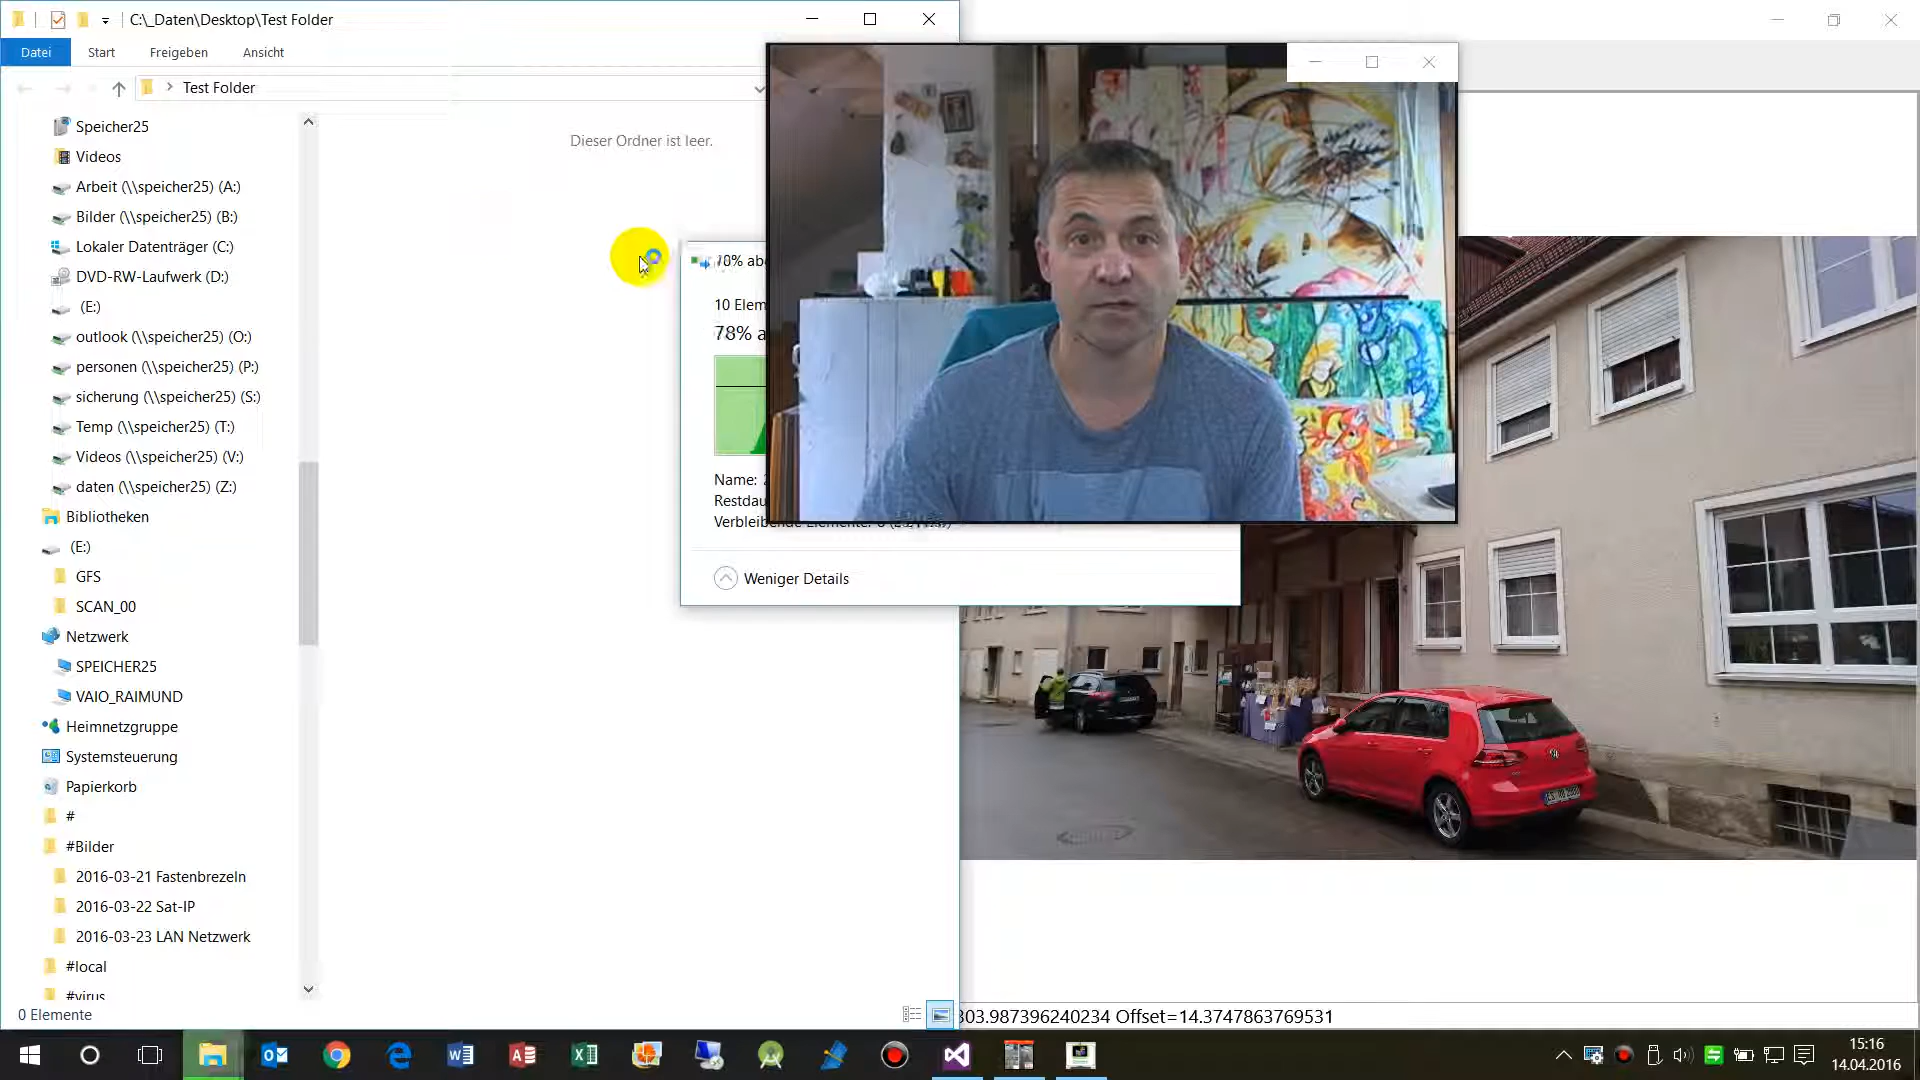 C:\_Daten\Desktop\Test Folder
Datei
Start
Freigeben
Ansicht
Test Folder
Speicher25
Videos
Arbeit (\\speicher25) (A:)
Bilder (\\speicher25) (B:)
Lokaler Datenträger (C:)
DVD-RW-Laufwerk (D:)
(E:)
outlook (\\speicher25) (O:)
personen (\\speicher25) (P:)
sicherung (\\speicher25) (S:)
Temp (\\speicher25) (T:)
Videos (\\speicher25) (V:)
daten (\\speicher25) (Z:)
Bibliotheken
(E:)
GFS
SCAN_00
Netzwerk
SPEICHER25
VAIO_RAIMUND
Heimnetzgruppe
Systemsteuerung
Papierkorb
#
#Bilder
2016-03-21 Fastenbrezeln
2016-03-22 Sat-IP
2016-03-23 LAN Netzwerk
#local
#virus
0 Elemente
Dieser Ordner ist leer.
10 Elem
78% a
Name:
Restdau
Verbleibende Elemente:
Weniger Details
303.987396240234 Offset=14.3747863769531
15:16
14.04.2016